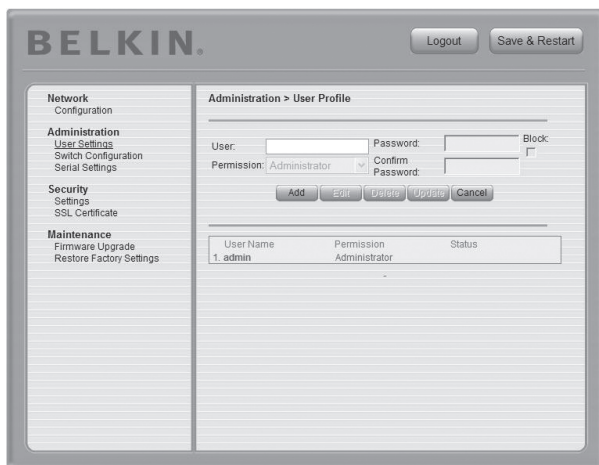 BELKIN.
Logout
Save & Restart
Network
Configuration
Administration
User Settings
Switch Configuration
Serial Settings
Security
Settings
SSL Certificate
Maintenance
Firmware Upgrade
Restore Factory Settings
Administration > User Profile
User:
Password:
Block:
Permission: Administrator
Confirm
Password:
Add Edit Delete Update Cancel
User Name Permission Status
1. admin Administrator
-